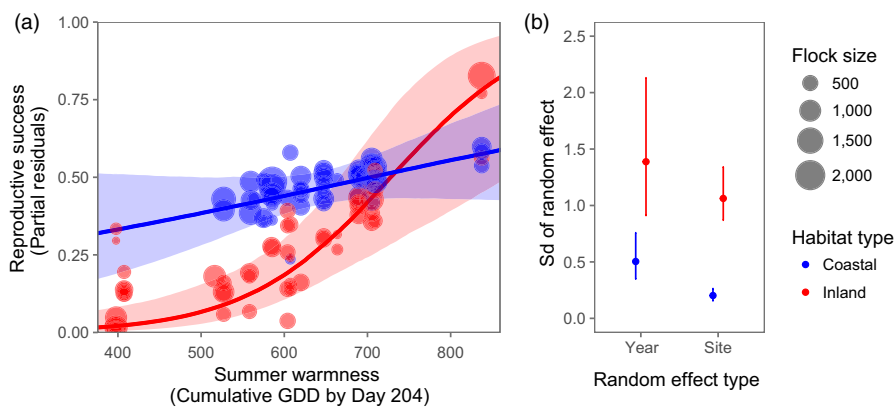 (a)
1.00
0.75
0.50
0.25
0.00
Reproductive success
(Partial residuals)
400
500
600
700
800
Summer warmness
(Cumulative GDD by Day 204)
(b)
2.5
2.0
1.5
1.0
0.5
0.0
Sd of random effect
Year
Site
Random effect type
Flock size
500
1,000
1,500
2,000
Habitat type
Coastal
Inland